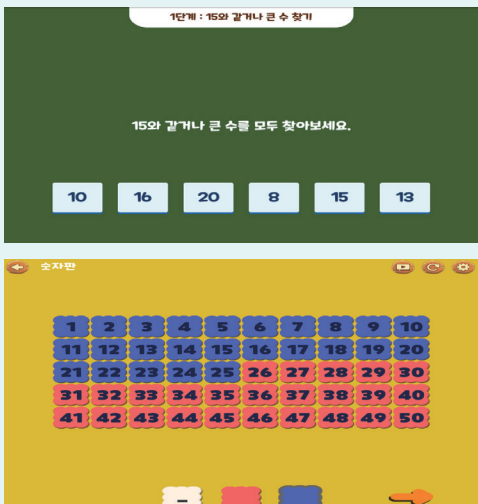 1단계 : 15와 같거나 큰 수 찾기
15와 같거나 큰 수를 모두 찾아보세요.
10 16 20 8 15 13
숫자판
1 2 3 4 5 6 7 8 9 10
11 12 13 14 15 16 17 18 19 20
21 22 23 24 25 26 27 28 29 30
31 32 33 34 35 36 37 38 39 40
41 42 43 44 45 46 47 48 49 50